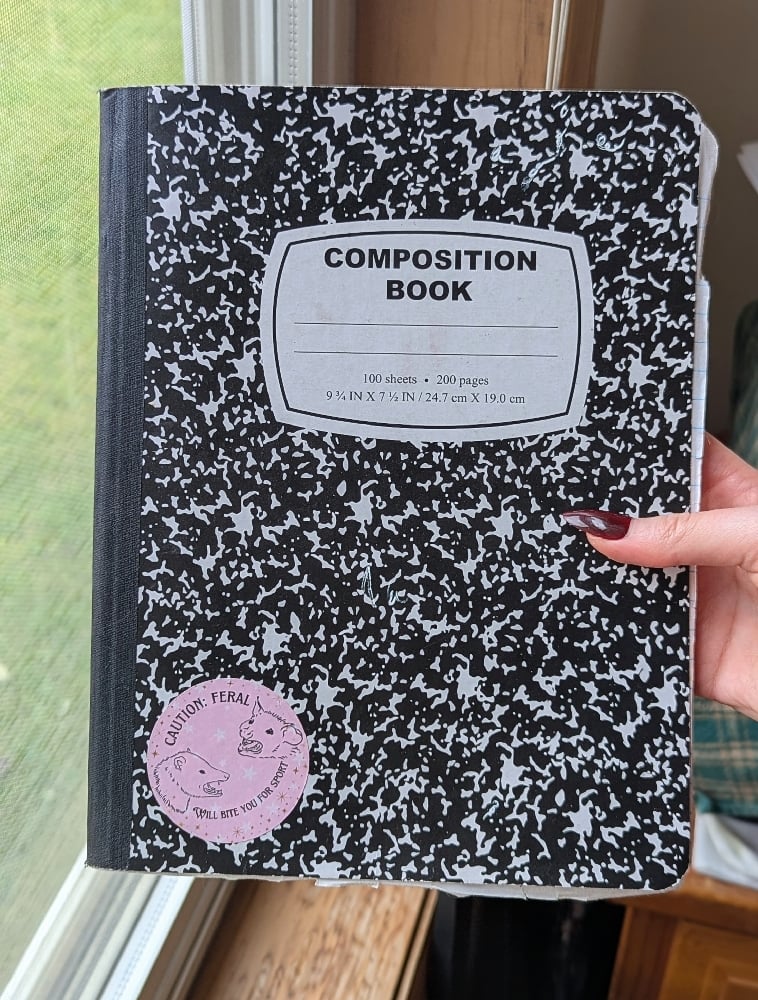 COMPOSITION
BOOK
100 sheets • 200 pages
9 ¾ IN X 7 ½ IN / 24.7 cm X 19.0 cm
CAUTION: FERAL
WILL BITE YOU FOR SPORT